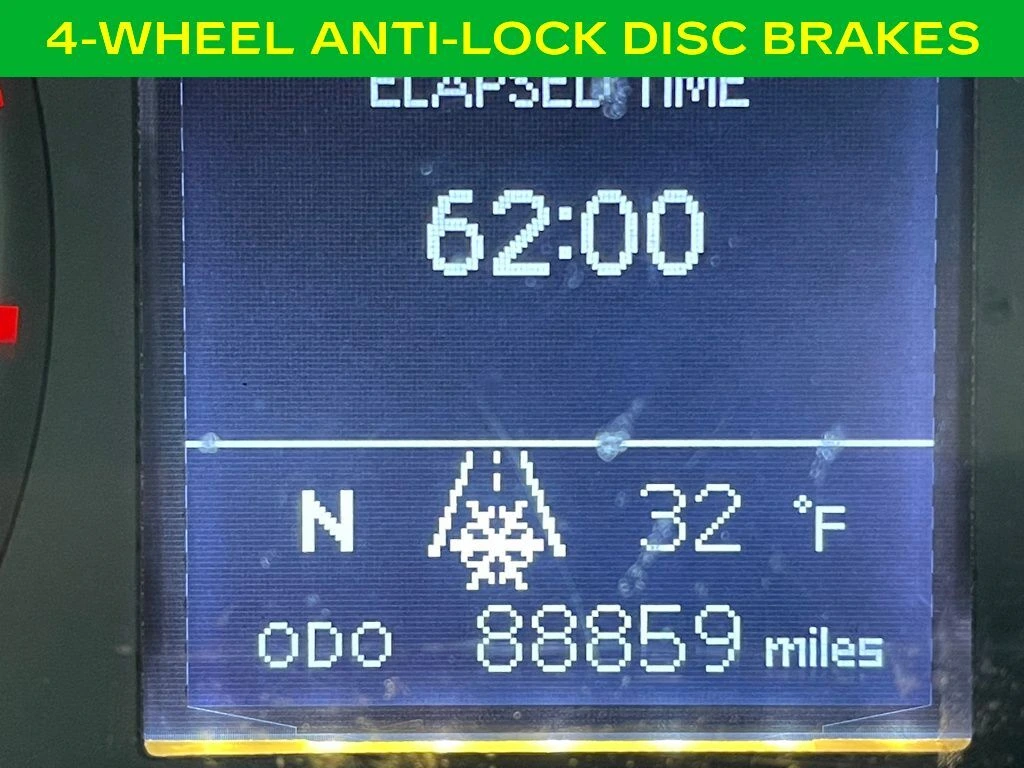 4-WHEEL ANTI-LOCK DISC BRAKES
ELAPSED TIME
62:00
N 32 °F
ODO 88859 miles